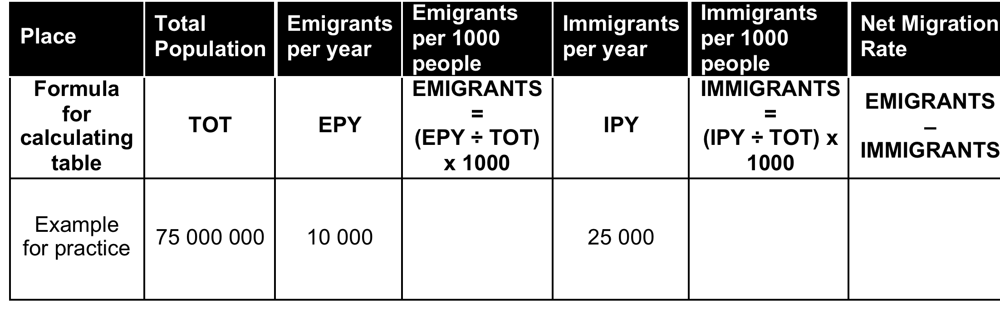 Place
Total
Population
Emigrants
per year
Emigrants
per 1000
people
Immigrants
per year
Immigrants
per 1000
people
Net Migration
Rate
Formula
for
calculating
table
TOT
EPY
EMIGRANTS
=
(EPY ÷ TOT)
x 1000
IPY
IMMIGRANTS
=
(IPY ÷ TOT) x
1000
EMIGRANTS
–
IMMIGRANTS
Example
for practice
75 000 000
10 000
25 000